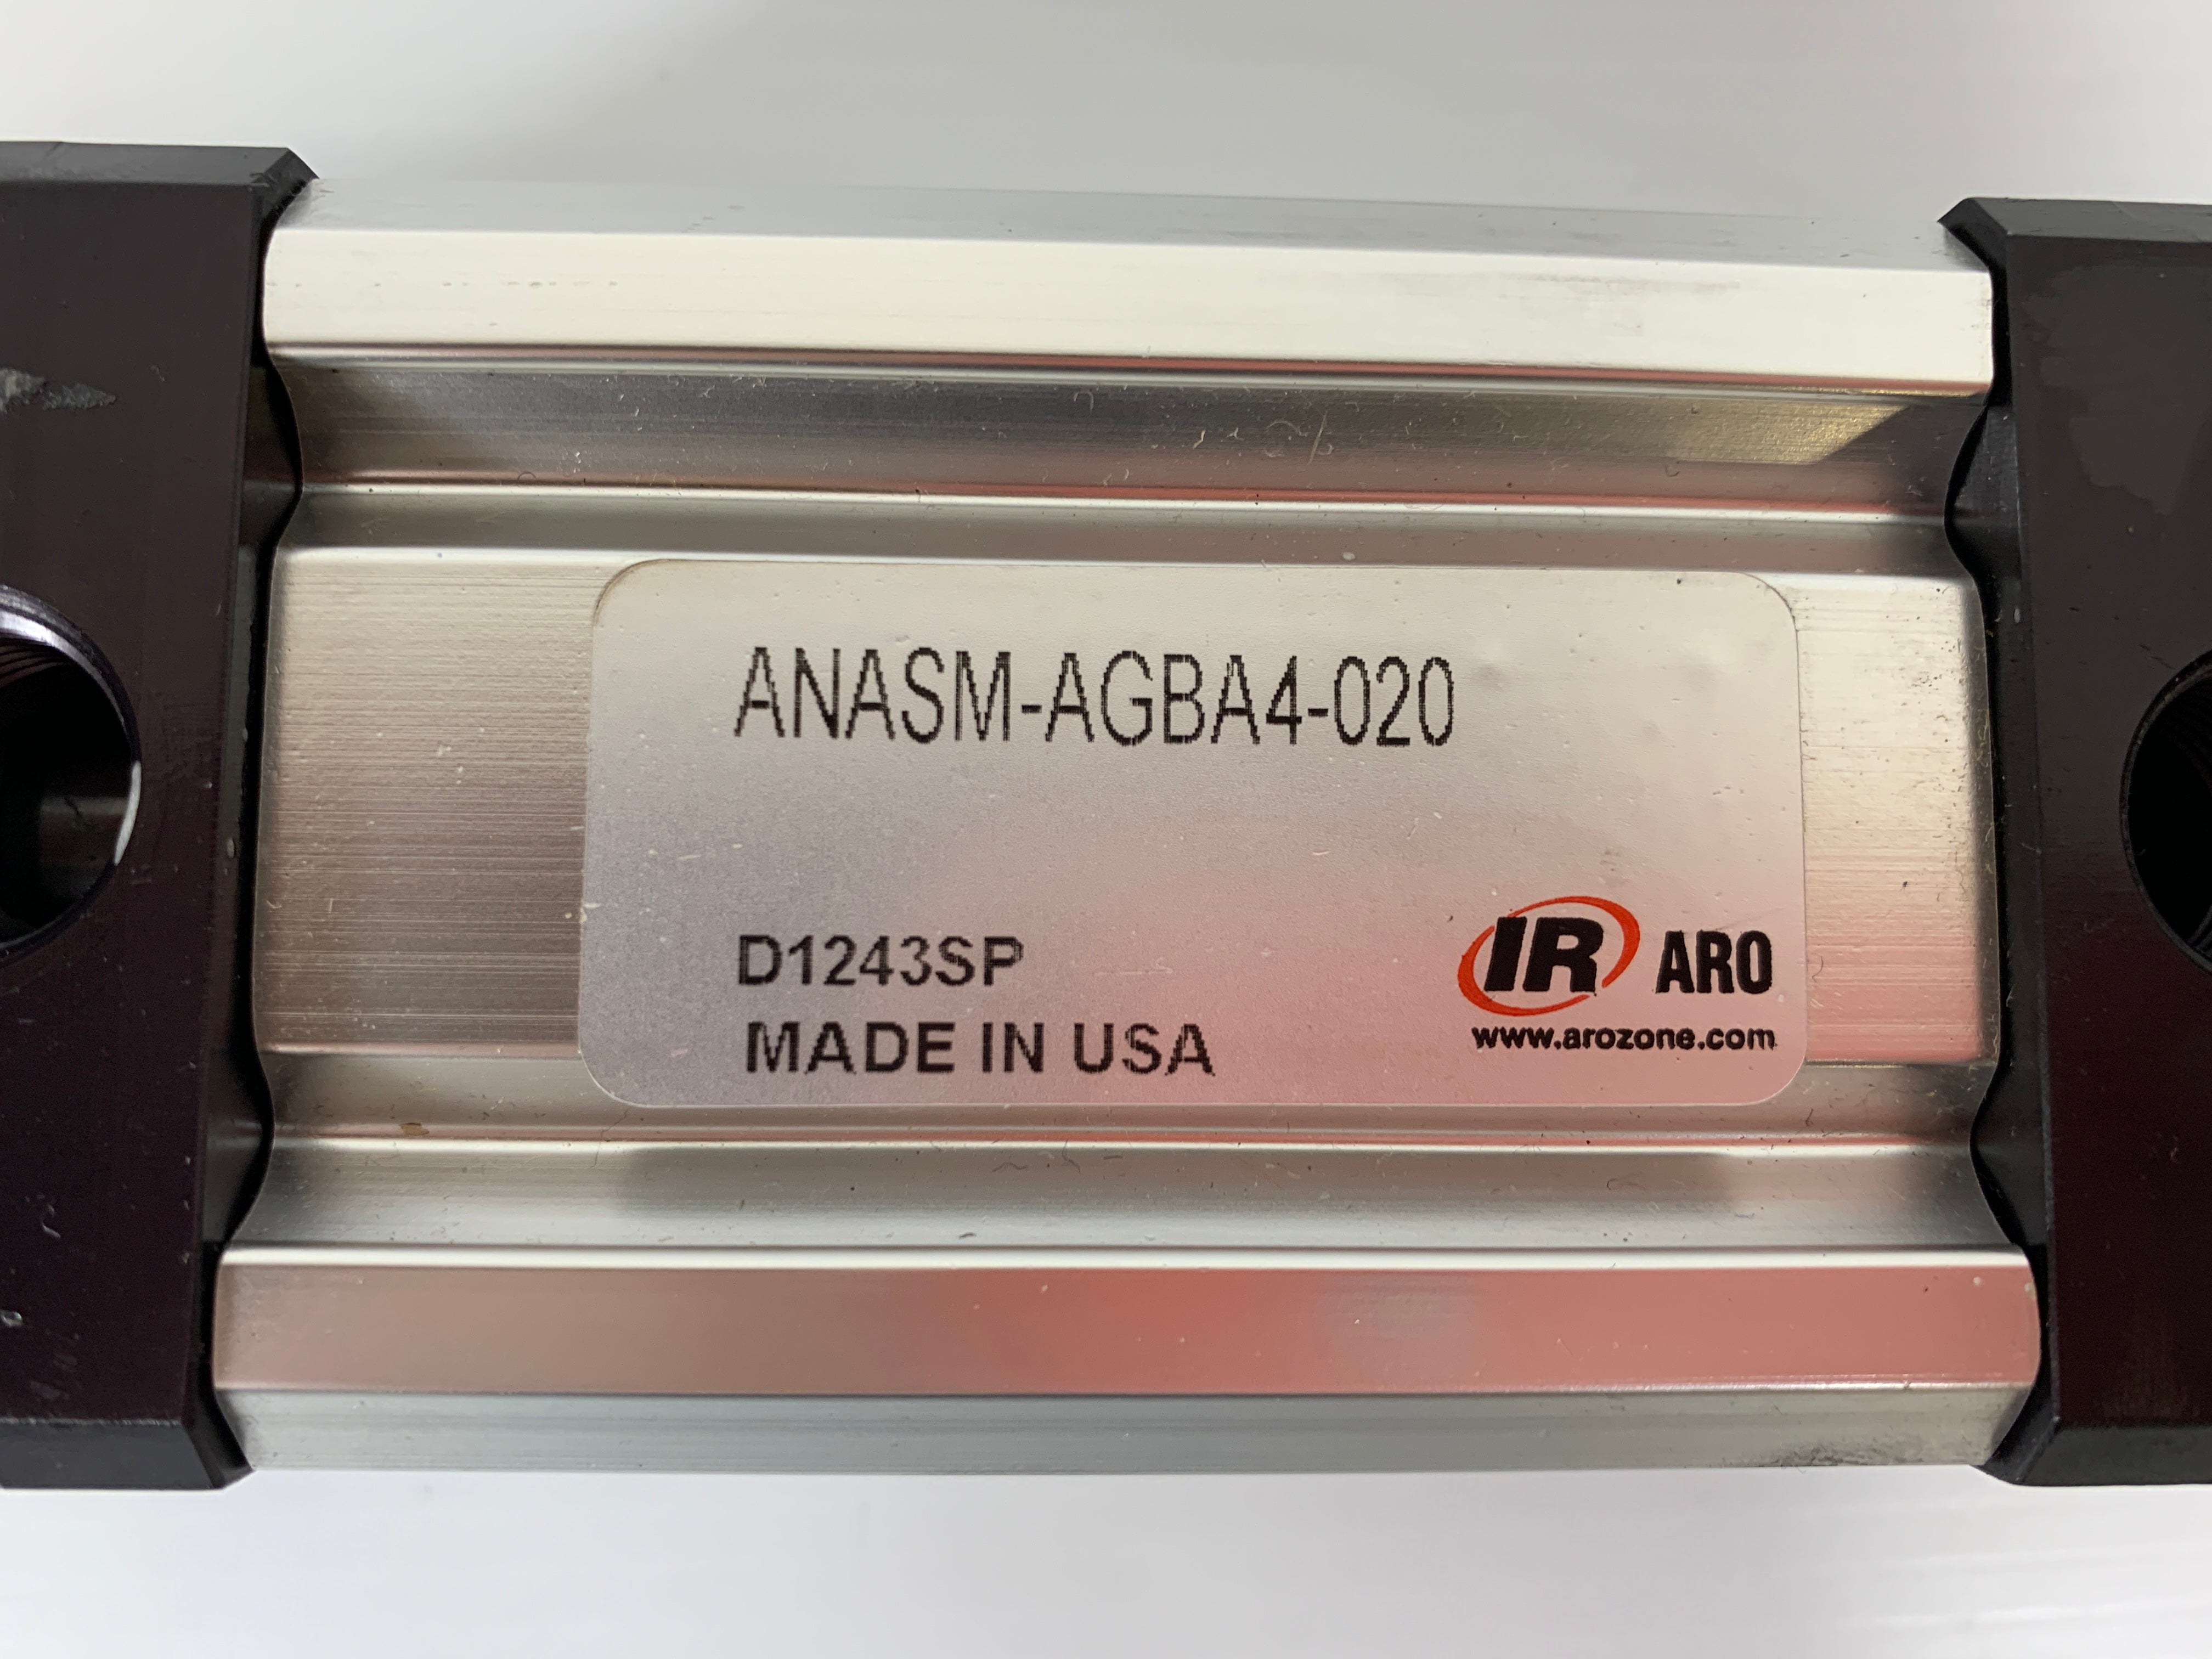 ANASM-AGBA4-020
D1243SP
MADE IN USA
IR ARO
www.arozone.com